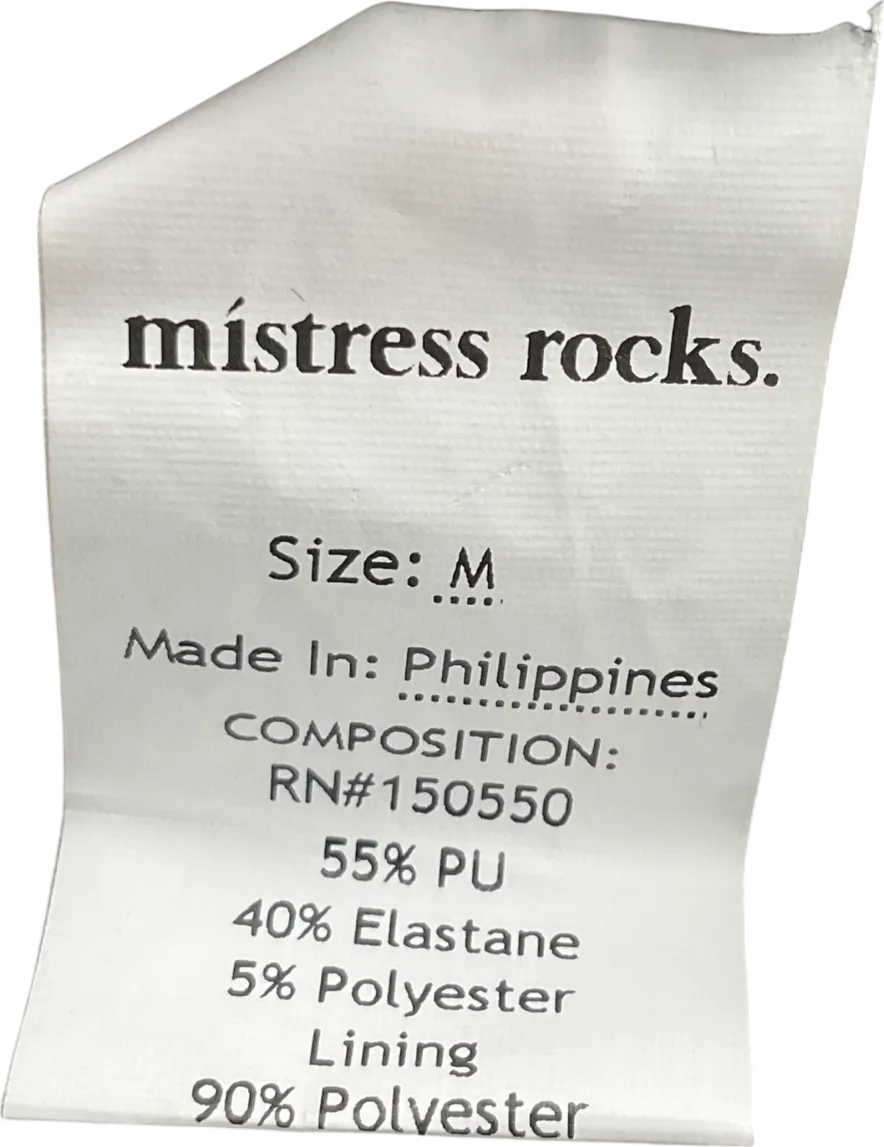 místress rocks.
Size: M
Made In: Philippines
COMPOSITION:
RN#150550
55% PU
40% Elastane
5% Polyester
Lining
90% Polyester